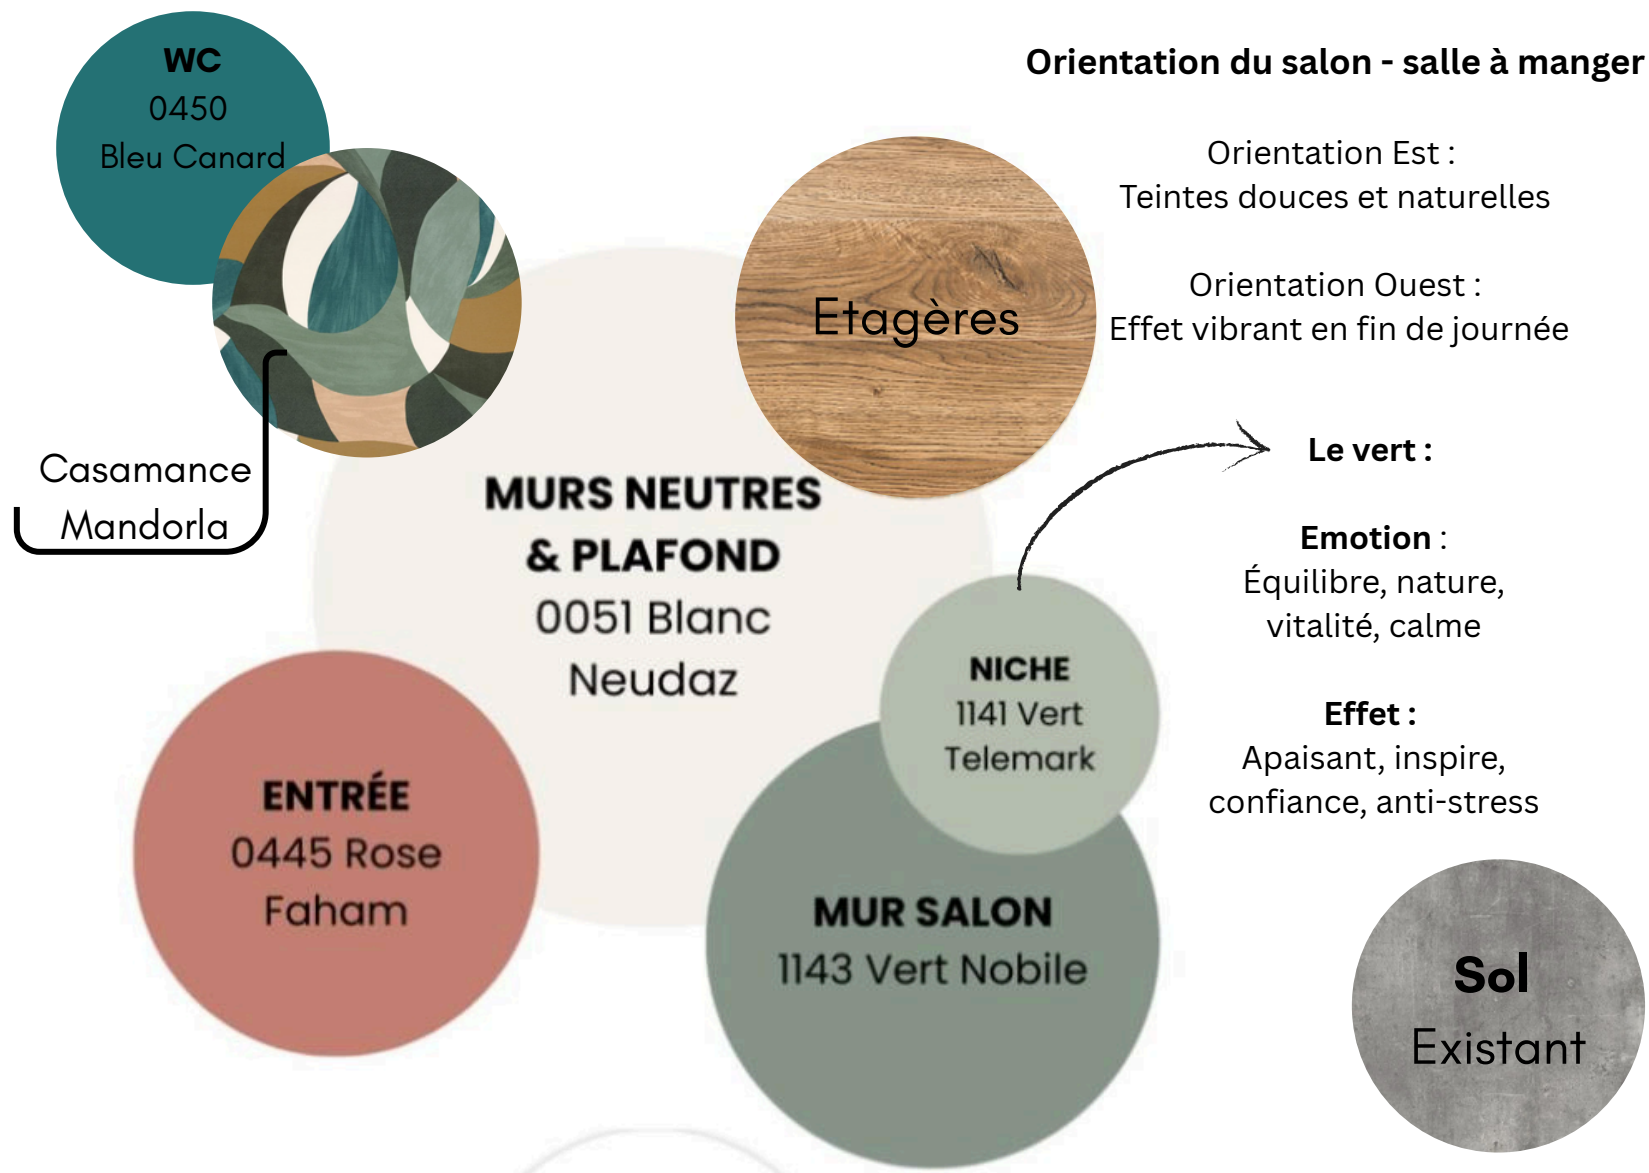 WC
0450
Bleu Canard
Casamance
Mandorla
MURS NEUTRES
& PLAFOND
0051 Blanc
Neudaz
Etagères
ENTRÉE
0445 Rose
Faham
NICHE
1141 Vert
Telemark
MUR SALON
1143 Vert Nobile
Orientation du salon - salle à manger
Orientation Est :
Teintes douces et naturelles
Orientation Ouest :
Effet vibrant en fin de journée
Le vert :
Emotion :
Équilibre, nature,
vitalité, calme
Effet :
Apaisant, inspire,
confiance, anti-stress
Sol
Existant